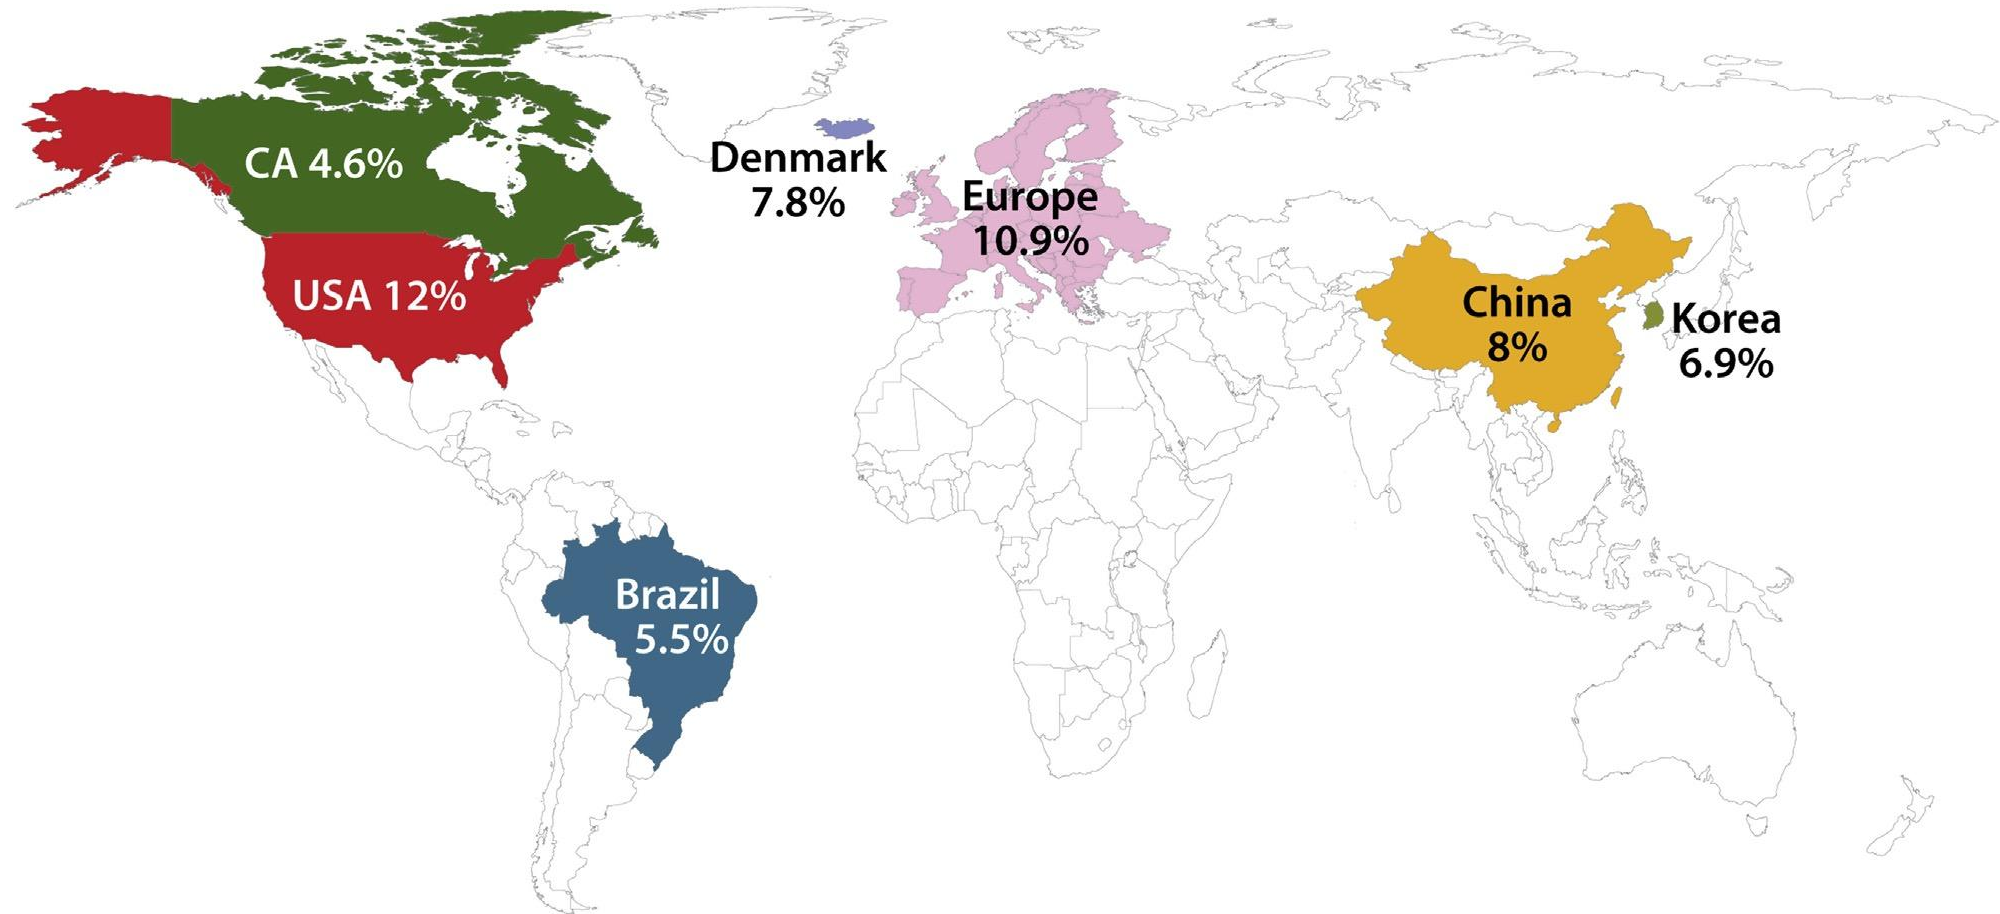 CA 4.6%
USA 12%
Denmark
7.8%
Europe
10.9%
China
8%
Korea
6.9%
Brazil
5.5%